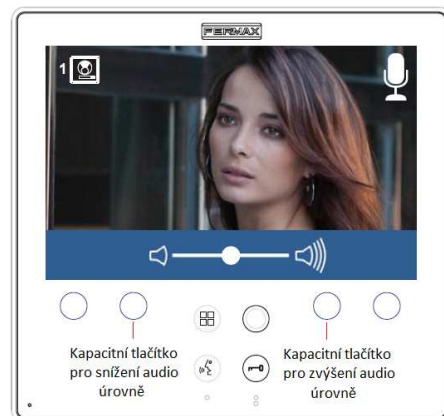 FERMAX
1
Kapacitní tlačítko
pro snížení audio
úrovně
Kapacitní tlačítko
pro zvýšení audio
úrovně